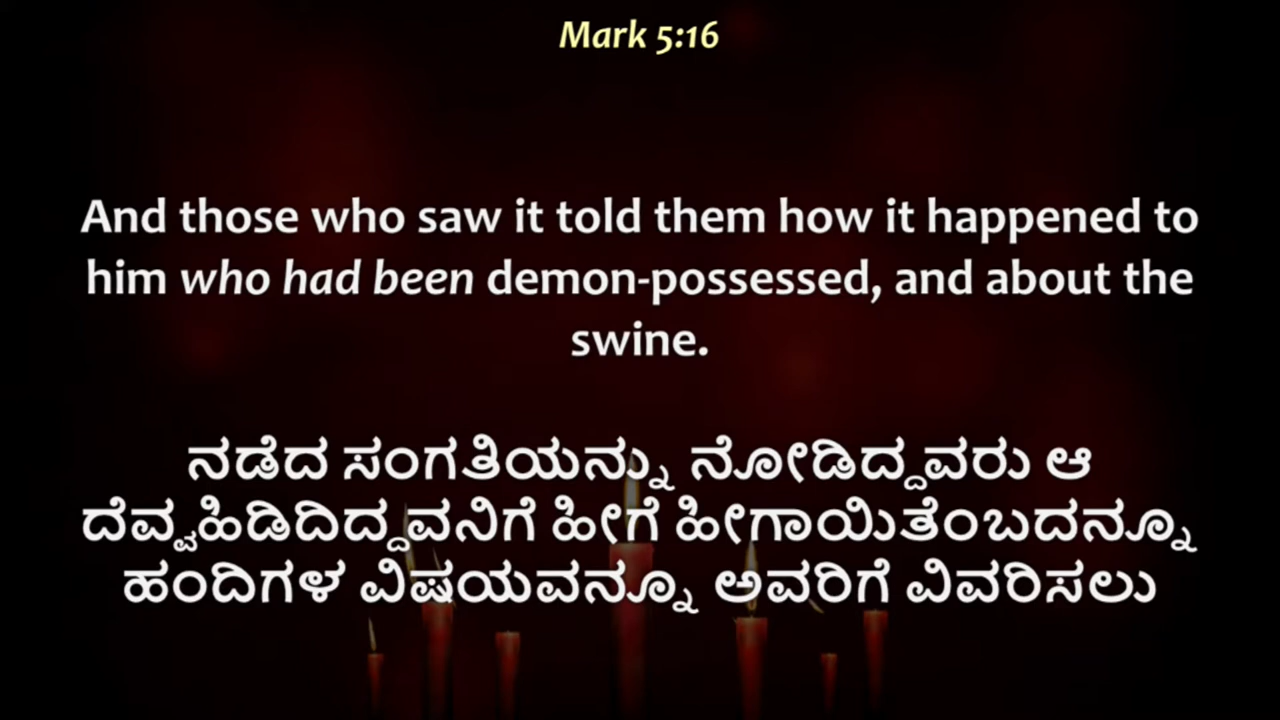 Mark 5:16
And those who saw it told them how it happened to
him who had been demon-possessed, and about the
swine.
ನಡೆದ ಸಂಗತಿಯನ್ನು ನೋಡಿದ್ದವರು ಆ
ದೆವ್ವಹಿಡಿದಿದ್ದವನಿಗೆ ಹೀಗೆ ಹೀಗಾಯಿತೆಂಬದನ್ನೂ
ಹಂದಿಗಳ ವಿಷಯವನ್ನೂ ಅವರಿಗೆ ವಿವರಿಸಲು